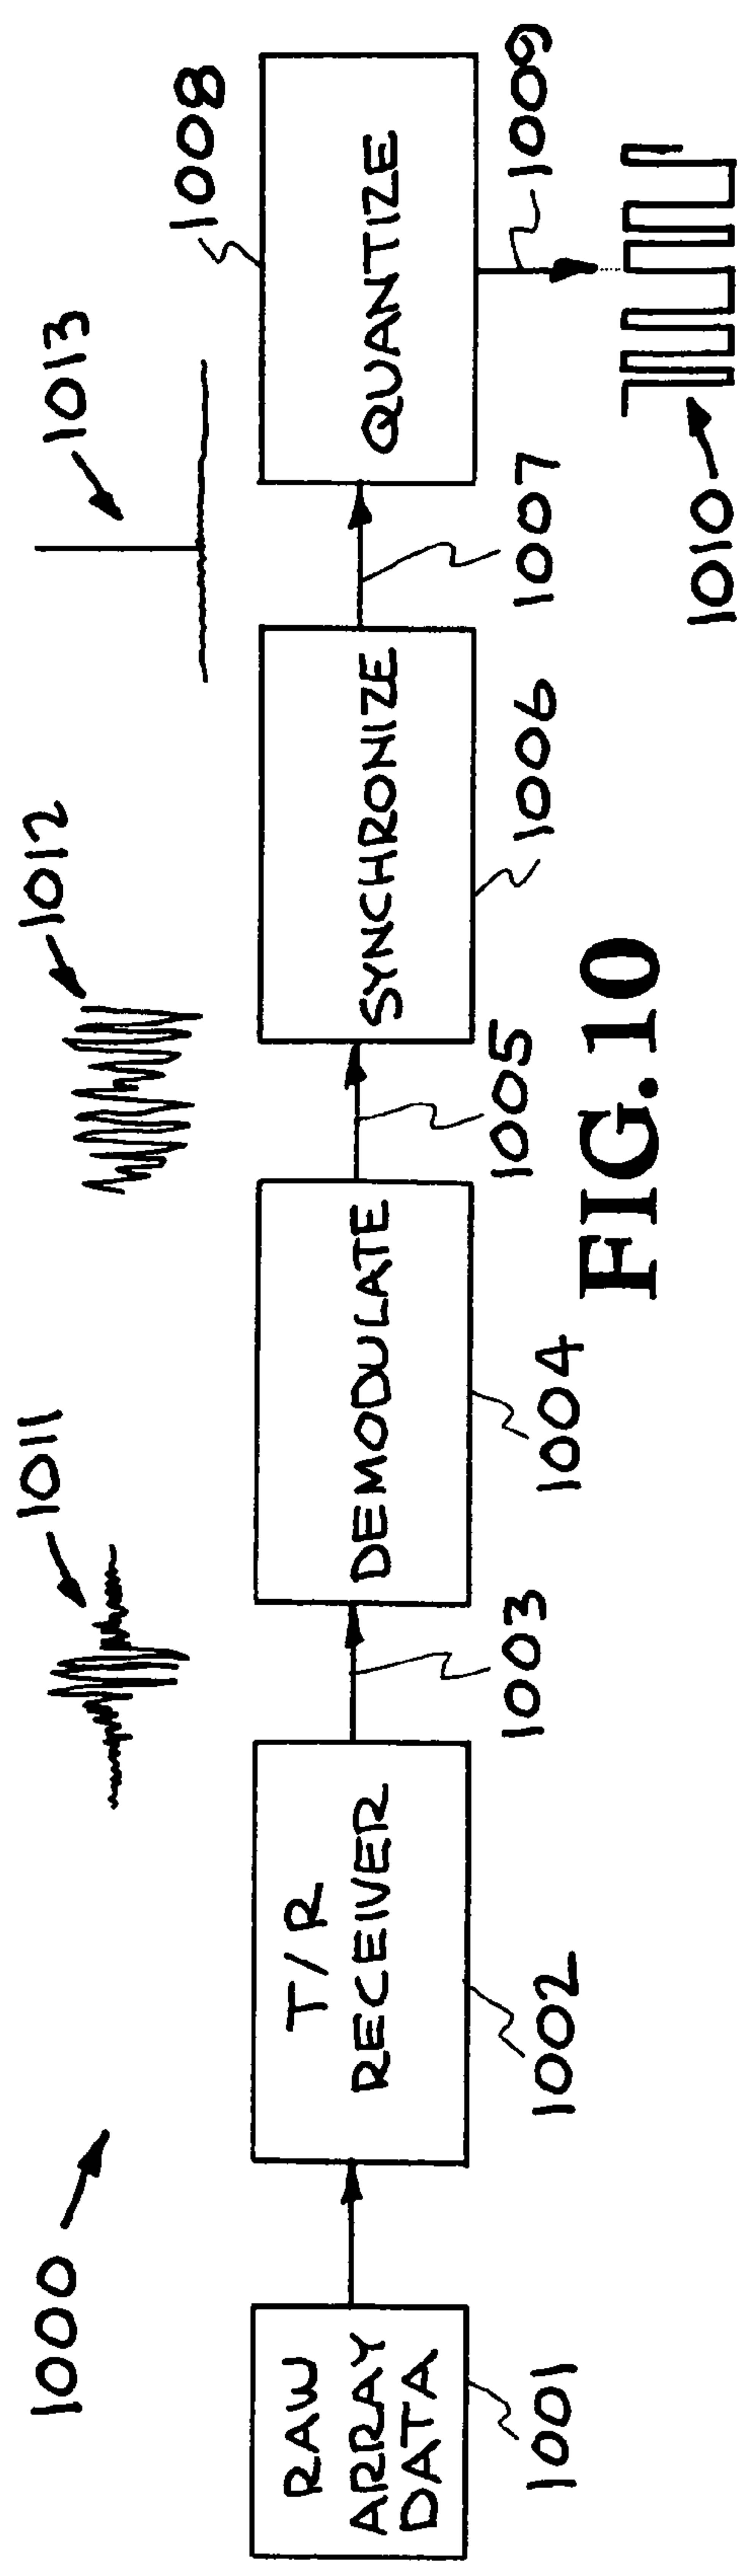 1000
1011
1012
1013
1008
RAW
ARRAY
DATA
T/R
RECEIVER
DEMODULATE
SYNCHRONIZE
QUANTIZE
1001
1002
1003
1004
1005
1006
1007
1009
1010
FIG. 10